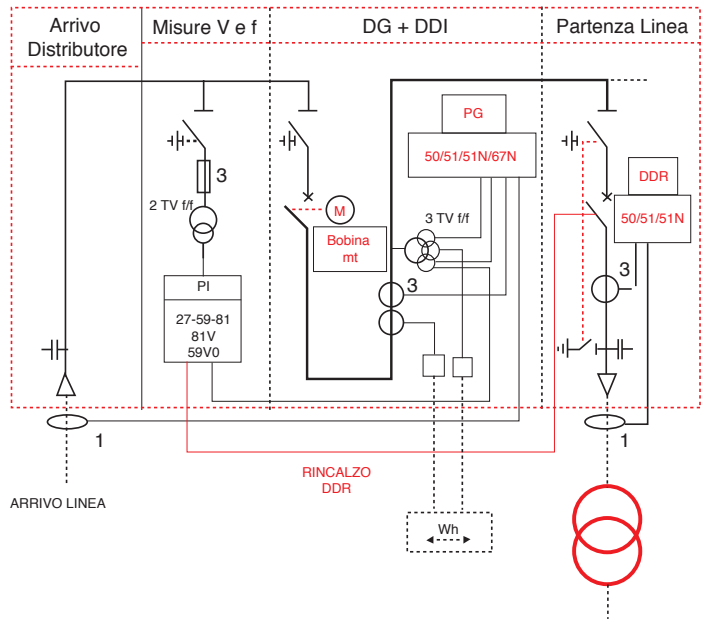 Arrivo
Distributore
Misure V e f
DG + DDI
Partenza Linea
PG
50/51/51N/67N
3
2 TV f/f
M
Bobina
mt
3 TV f/f
DDR
50/51/51N
PI
27-59-81
81V
59V0
3
3
1
1
RINCALZO
DDR
ARRIVO LINEA
Wh